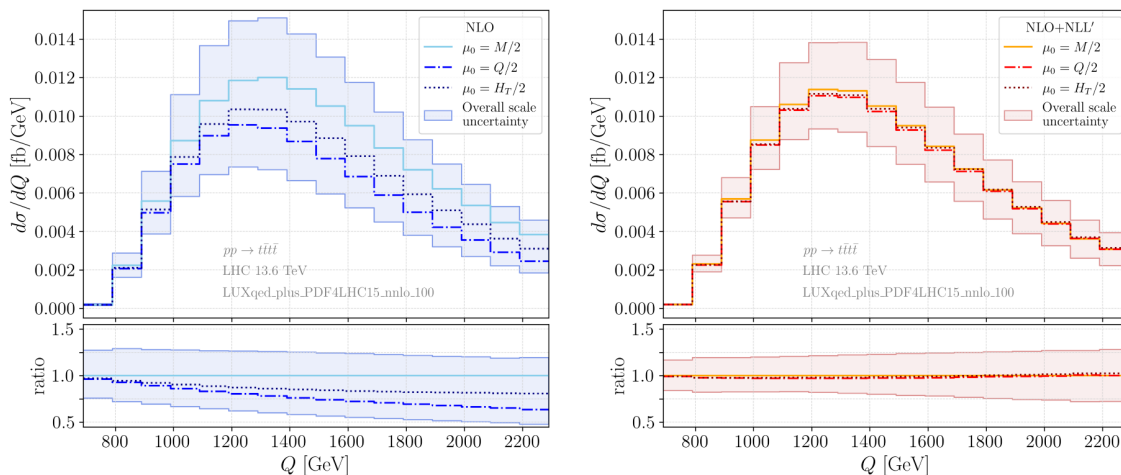 NLO
μ₀ = M/2
μ₀ = Q/2
μ₀ = H_T/2
Overall scale
uncertainty
0.014
0.012
0.010
0.008
0.006
0.004
0.002
0.000
dσ/dQ [fb/GeV]
pp → tt̄tt̄
LHC 13.6 TeV
LUXqed_plus_PDF4LHC15_nnlo_100
1.5
1.0
0.5
ratio
800 1000 1200 1400 1600 1800 2000 2200
Q [GeV]
NLO+NLL′
μ₀ = M/2
μ₀ = Q/2
μ₀ = H_T/2
Overall scale
uncertainty
0.014
0.012
0.010
0.008
0.006
0.004
0.002
0.000
dσ/dQ [fb/GeV]
pp → tt̄tt̄
LHC 13.6 TeV
LUXqed_plus_PDF4LHC15_nnlo_100
1.5
1.0
0.5
ratio
800 1000 1200 1400 1600 1800 2000 2200
Q [GeV]